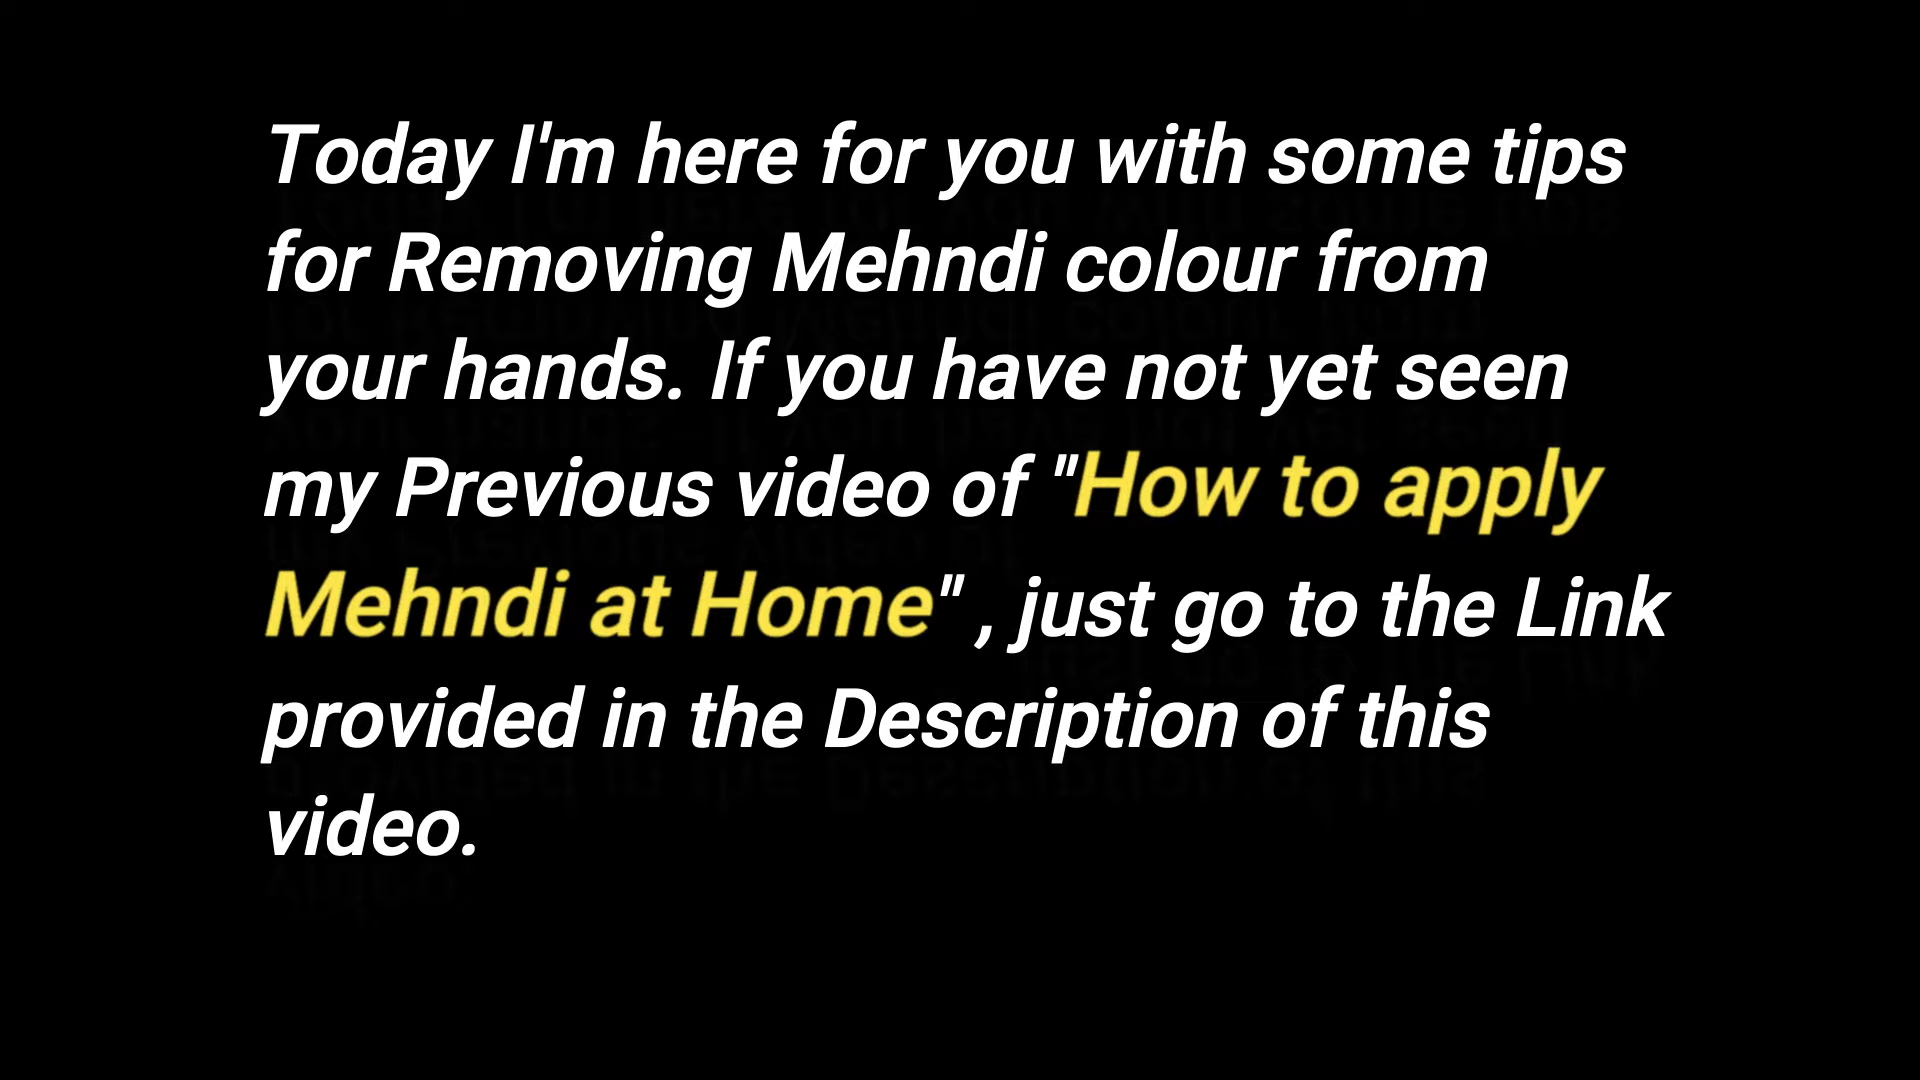 Today I'm here for you with some tips
for Removing Mehndi colour from
your hands. If you have not yet seen
my Previous video of "How to apply
Mehndi at Home" , just go to the Link
provided in the Description of this
video.